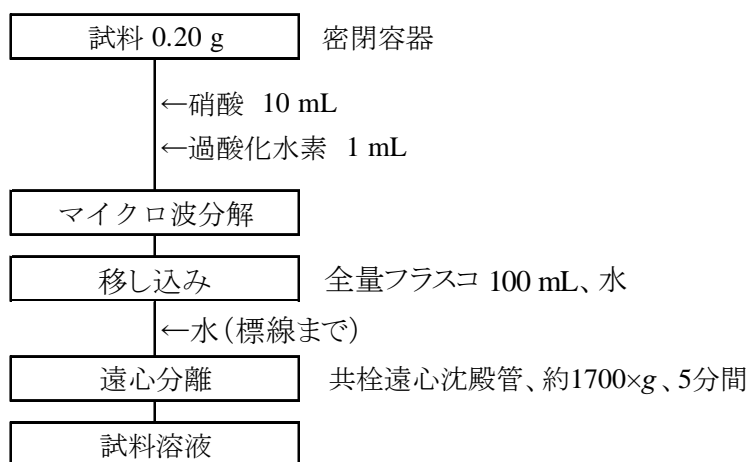 試料 0.20 g 密閉容器
←硝酸 10 mL
←過酸化水素 1 mL
マイクロ波分解
移し込み 全量フラスコ 100 mL、水
←水(標線まで)
遠心分離 共栓遠心沈殿管、約1700×g、5分間
試料溶液